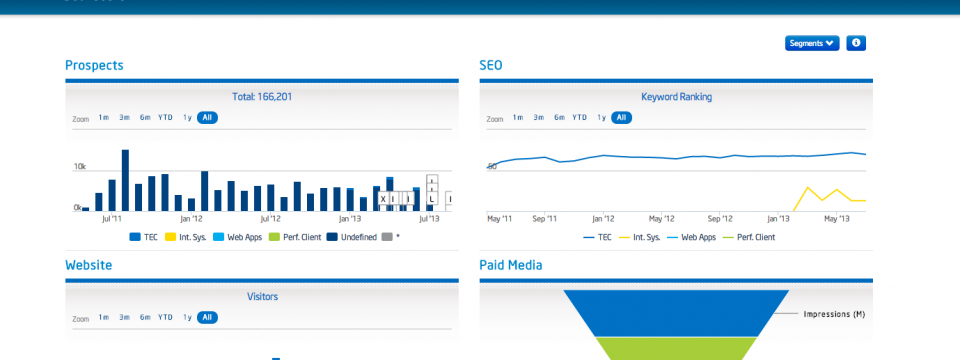 Segments
Prospects
Total: 166,201
Zoom 1m 3m 6m YTD 1y All
10k
0k
X I I L I
Jul '11 Jan '12 Jul '12 Jan '13 Jul '13
TEC Int. Sys. Web Apps Perf. Client Undefined *
SEO
Keyword Ranking
Zoom 1m 3m 6m YTD 1y All
50
May '11 Sep '11 Jan '12 May '12 Sep '12 Jan '13 May '13
TEC Int. Sys. Web Apps Perf. Client
Website
Visitors
Zoom 1m 3m 6m YTD 1y All
Paid Media
Impressions (M)